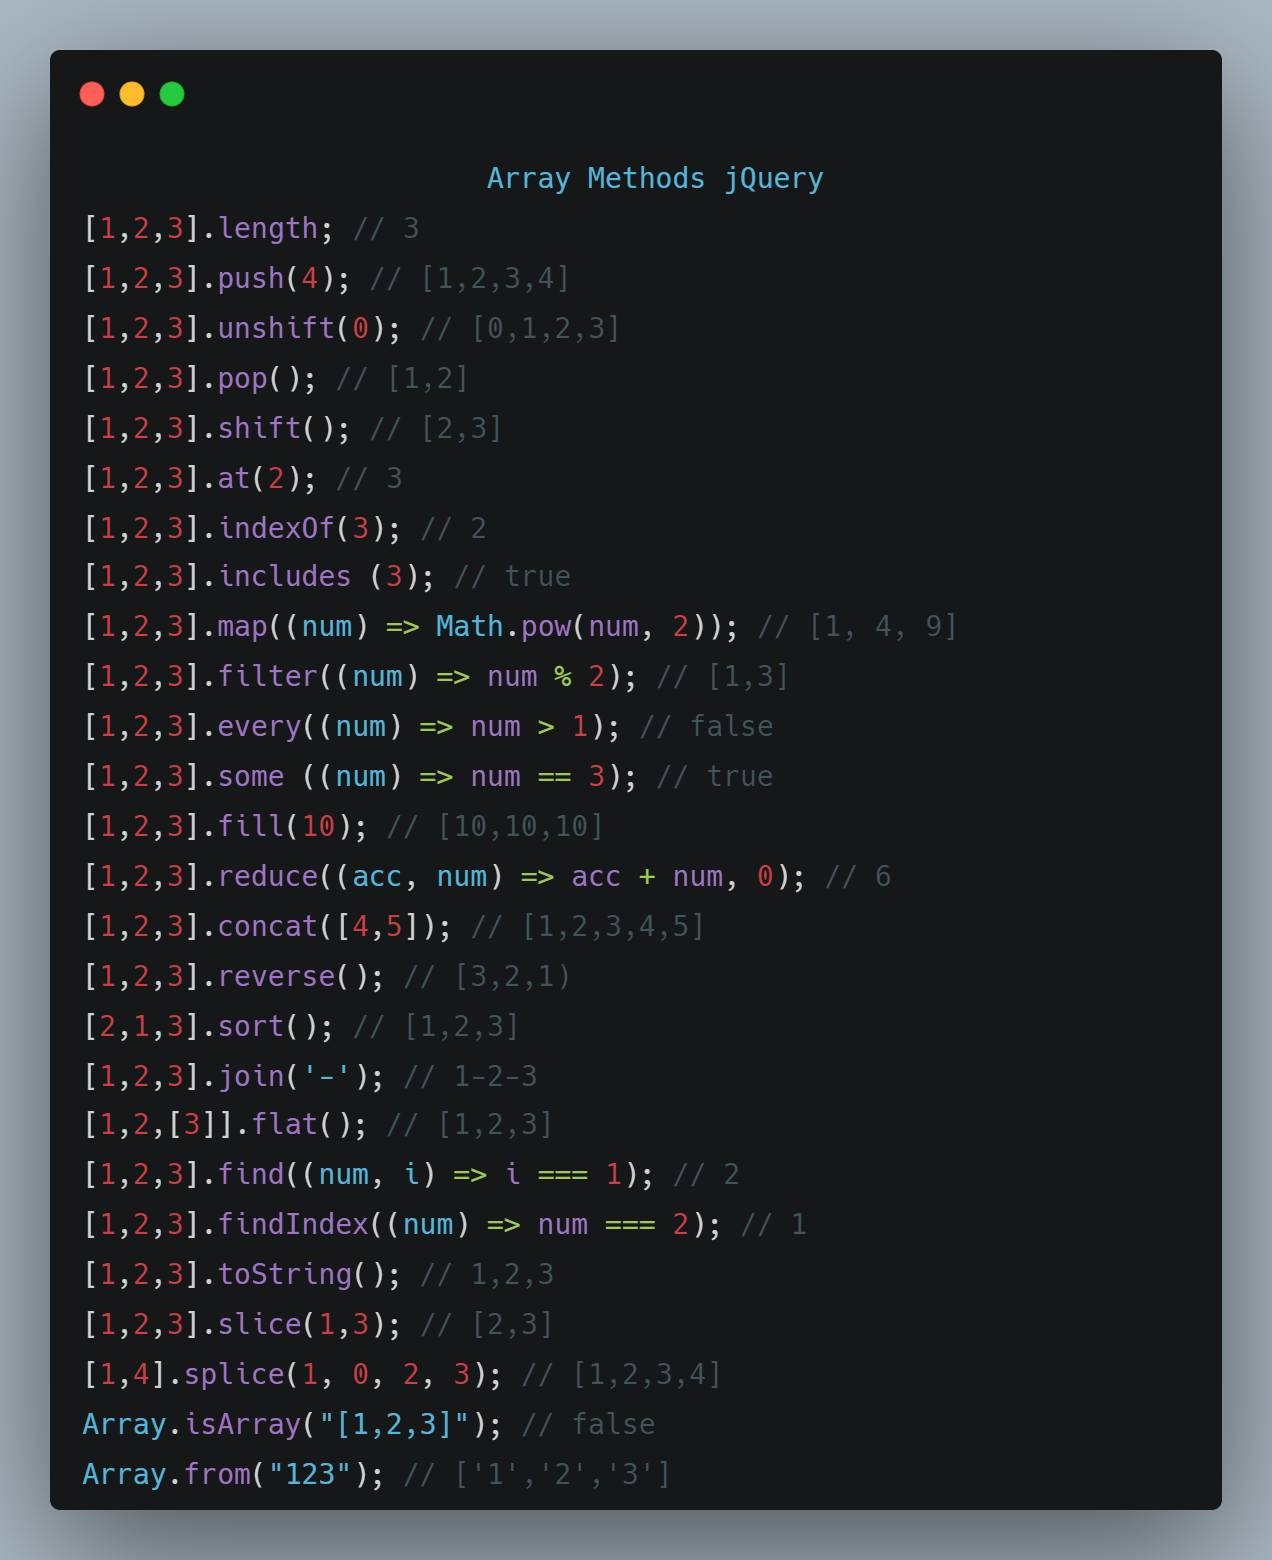 Array Methods jQuery
[1,2,3].length; // 3
[1,2,3].push(4); // [1,2,3,4]
[1,2,3].unshift(0); // [0,1,2,3]
[1,2,3].pop(); // [1,2]
[1,2,3].shift(); // [2,3]
[1,2,3].at(2); // 3
[1,2,3].indexOf(3); // 2
[1,2,3].includes (3); // true
[1,2,3].map((num) => Math.pow(num, 2)); // [1, 4, 9]
[1,2,3].filter((num) => num % 2); // [1,3]
[1,2,3].every((num) => num > 1); // false
[1,2,3].some ((num) => num == 3); // true
[1,2,3].fill(10); // [10,10,10]
[1,2,3].reduce((acc, num) => acc + num, 0); // 6
[1,2,3].concat([4,5]); // [1,2,3,4,5]
[1,2,3].reverse(); // [3,2,1)
[2,1,3].sort(); // [1,2,3]
[1,2,3].join('-'); // 1-2-3
[1,2,[3]].flat(); // [1,2,3]
[1,2,3].find((num, i) => i === 1); // 2
[1,2,3].findIndex((num) => num === 2); // 1
[1,2,3].toString(); // 1,2,3
[1,2,3].slice(1,3); // [2,3]
[1,4].splice(1, 0, 2, 3); // [1,2,3,4]
Array.isArray("[1,2,3]"); // false
Array.from("123"); // ['1','2','3']